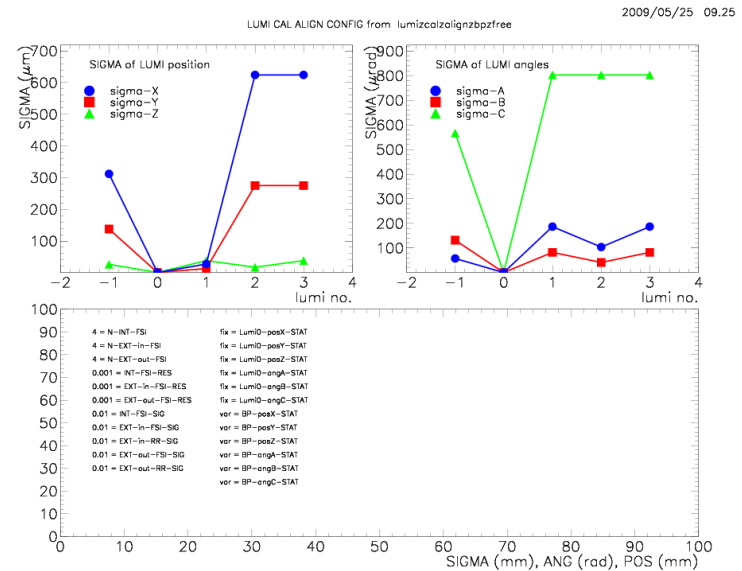 2009/05/25 09.25
LUMI CAL ALIGN CONFIG from lumizcalzalignzbpzfree
SIGMA (μm)
700
600
500
400
300
200
100
SIGMA of LUMI position
sigma-X
sigma-Y
sigma-Z
-2 -1 0 1 2 3 4
lumi no.
SIGMA (μrad)
900
800
700
600
500
400
300
200
100
SIGMA of LUMI angles
sigma-A
sigma-B
sigma-C
-2 -1 0 1 2 3 4
lumi no.
100
90
80
70
60
50
40
30
20
10
0
4 = N-INT-FSI
4 = N-EXT-in-FSI
4 = N-EXT-out-FSI
0.001 = INT-FSI-RES
0.001 = EXT-in-FSI-RES
0.001 = EXT-out-FSI-RES
0.01 = INT-FSI-SIG
0.01 = EXT-in-FSI-SIG
0.01 = EXT-in-RR-SIG
0.01 = EXT-out-FSI-SIG
0.01 = EXT-out-RR-SIG
fix = Lumi0-posX-STAT
fix = Lumi0-posY-STAT
fix = Lumi0-posZ-STAT
fix = Lumi0-angA-STAT
fix = Lumi0-angB-STAT
fix = Lumi0-angC-STAT
var = BP-posX-STAT
var = BP-posY-STAT
var = BP-posZ-STAT
var = BP-angA-STAT
var = BP-angB-STAT
var = BP-angC-STAT
0 10 20 30 40 50 60 70 80 90 100
SIGMA (mm), ANG (rad), POS (mm)